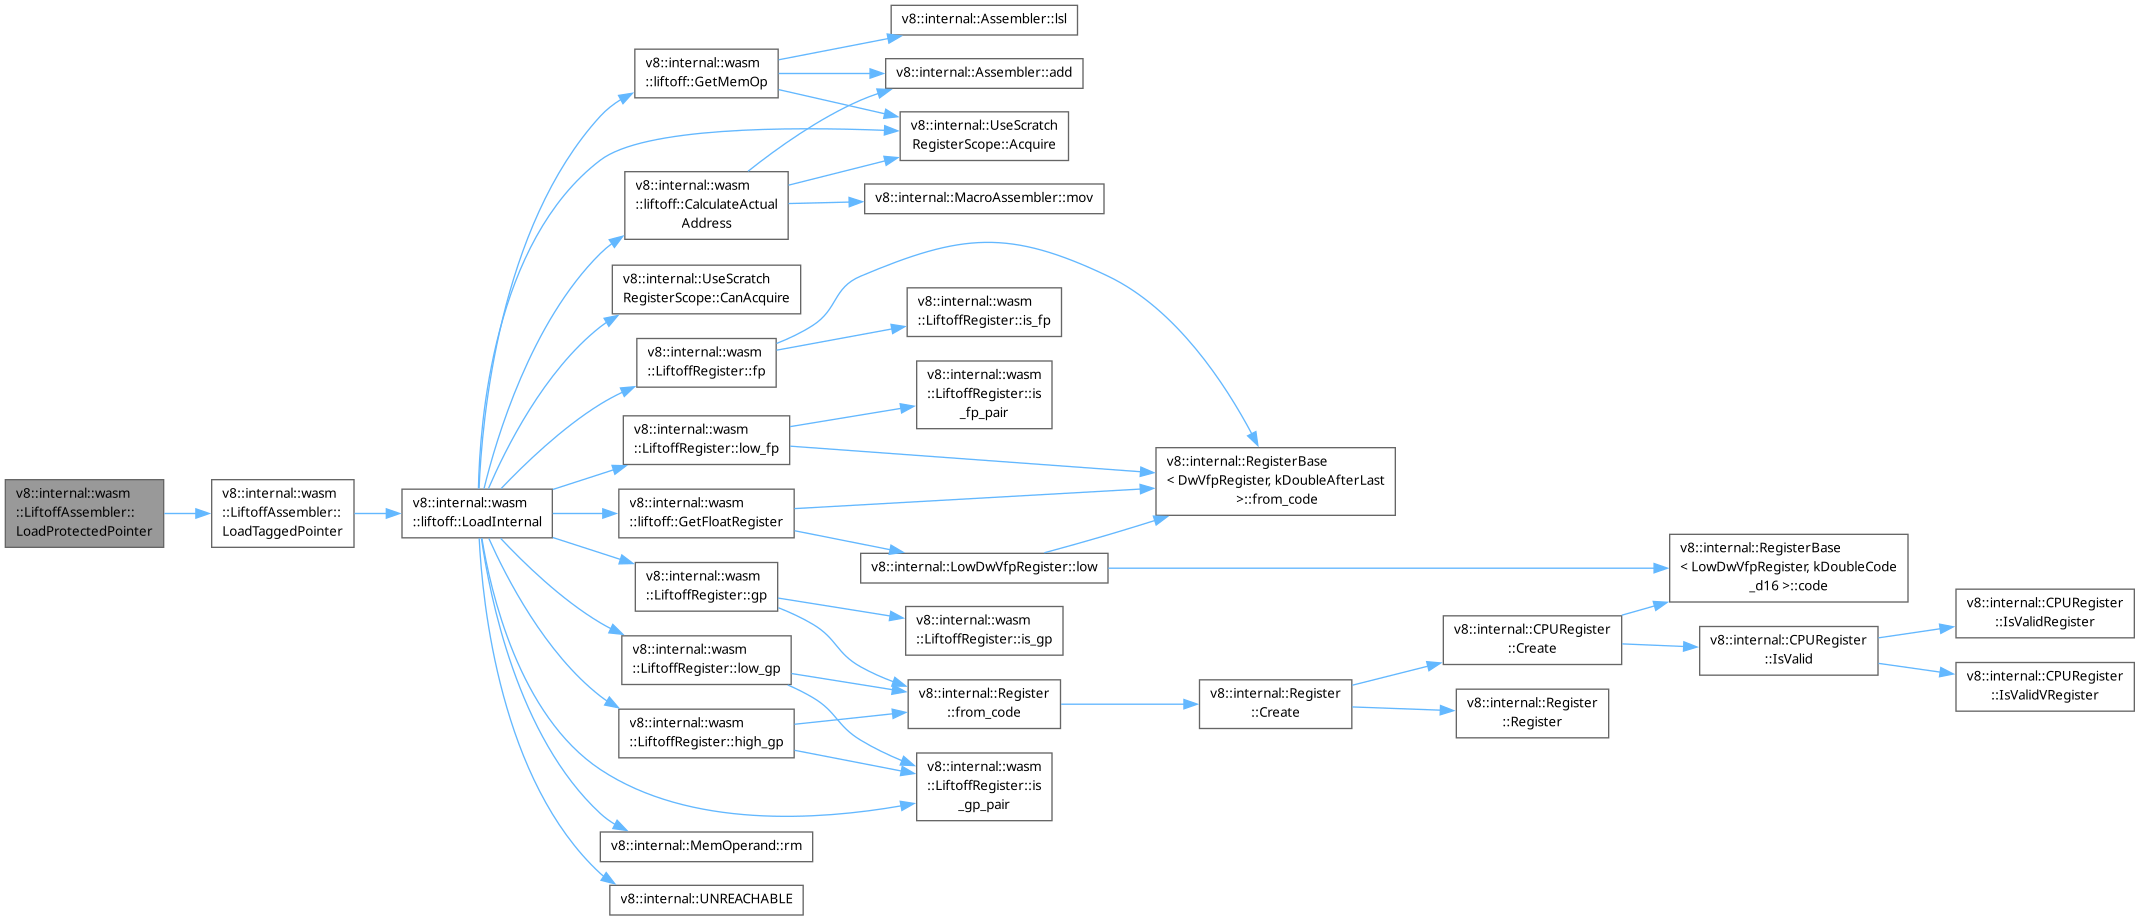 v8::internal::wasm
::LiftoffAssembler::
LoadProtectedPointer
v8::internal::wasm
::LiftoffAssembler::
LoadTaggedPointer
v8::internal::wasm
::liftoff::LoadInternal
v8::internal::wasm
::liftoff::GetMemOp
v8::internal::wasm
::liftoff::CalculateActual
Address
v8::internal::UseScratch
RegisterScope::CanAcquire
v8::internal::wasm
::LiftoffRegister::fp
v8::internal::wasm
::LiftoffRegister::low_fp
v8::internal::wasm
::liftoff::GetFloatRegister
v8::internal::wasm
::LiftoffRegister::gp
v8::internal::wasm
::LiftoffRegister::low_gp
v8::internal::wasm
::LiftoffRegister::high_gp
v8::internal::MemOperand::rm
v8::internal::UNREACHABLE
v8::internal::Assembler::lsl
v8::internal::Assembler::add
v8::internal::UseScratch
RegisterScope::Acquire
v8::internal::MacroAssembler::mov
v8::internal::wasm
::LiftoffRegister::is_fp
v8::internal::wasm
::LiftoffRegister::is
_fp_pair
v8::internal::LowDwVfpRegister::low
v8::internal::wasm
::LiftoffRegister::is_gp
v8::internal::Register
::from_code
v8::internal::wasm
::LiftoffRegister::is
_gp_pair
v8::internal::RegisterBase
< DwVfpRegister, kDoubleAfterLast
>::from_code
v8::internal::Register
::Create
v8::internal::CPURegister
::Create
v8::internal::Register
::Register
v8::internal::RegisterBase
< LowDwVfpRegister, kDoubleCode
_d16 >::code
v8::internal::CPURegister
::IsValid
v8::internal::CPURegister
::IsValidRegister
v8::internal::CPURegister
::IsValidVRegister